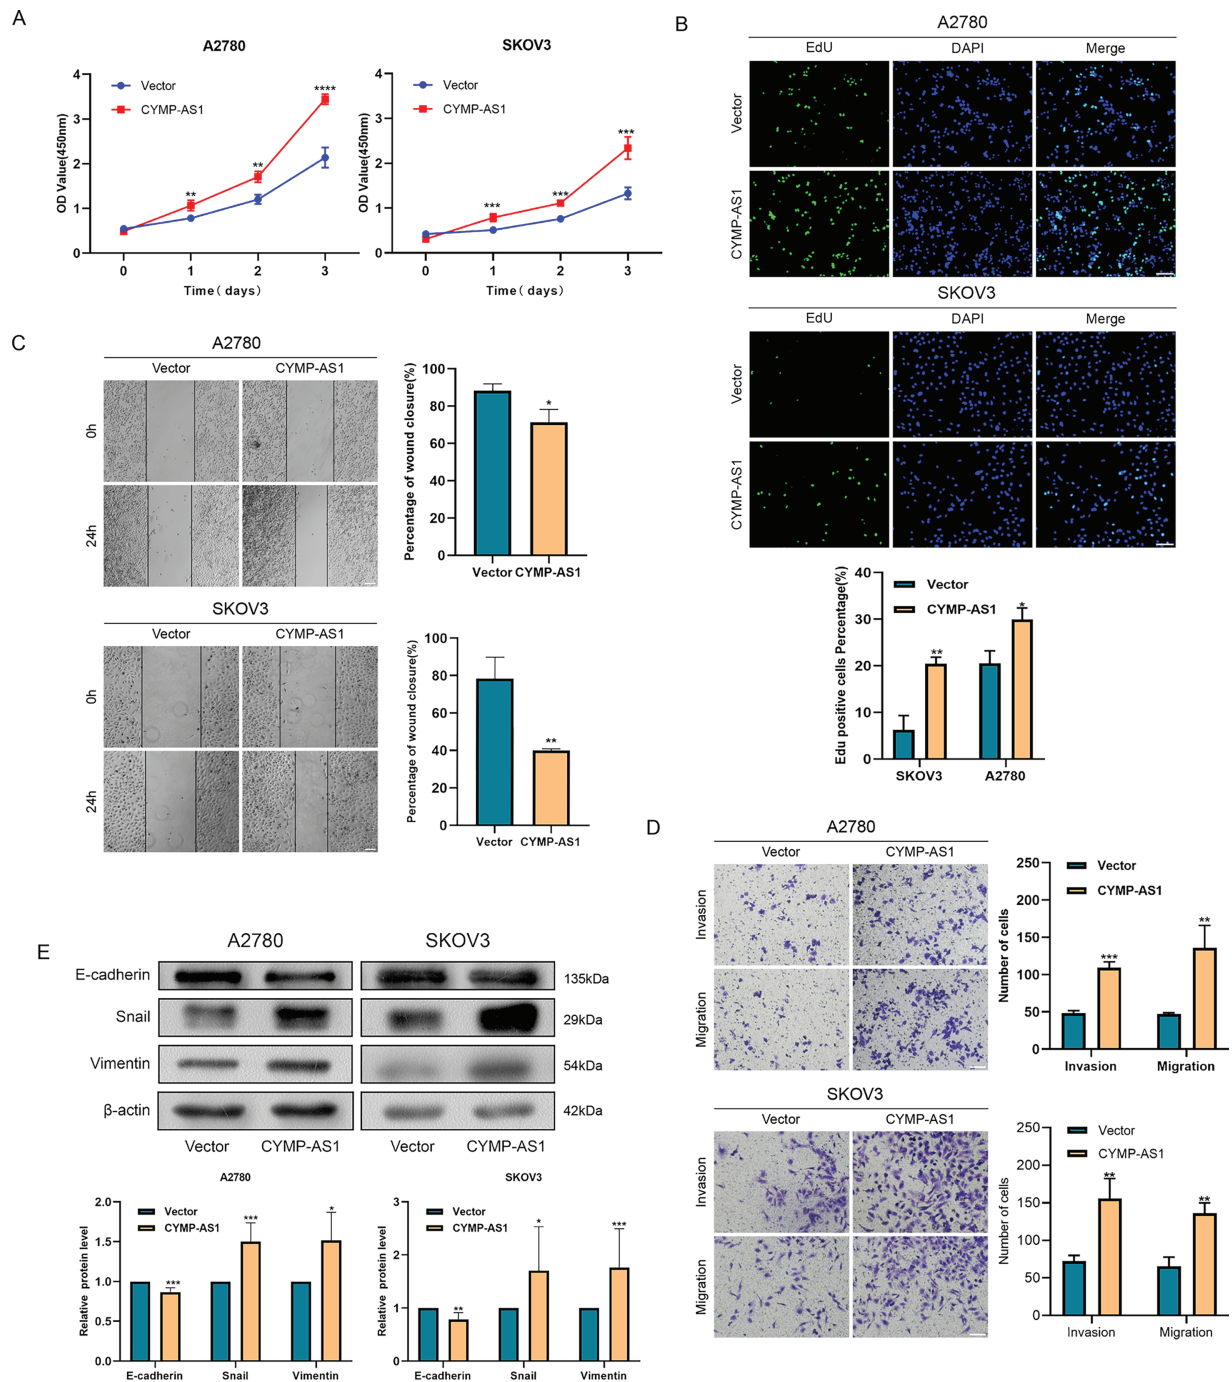 A
A2780
Vector
CYMP-AS1
OD Value(450nm)
4
3
2
1
0
**
**
****
0 1 2 3
Time( days)
SKOV3
Vector
CYMP-AS1
OD Value(450nm)
4
3
2
1
0
***
***
***
0 1 2 3
Time( days)
B
A2780
EdU DAPI Merge
Vector
CYMP-AS1
SKOV3
EdU DAPI Merge
Vector
CYMP-AS1
Edu positive cells Percentage(%)
40
30
20
10
0
Vector
CYMP-AS1
** *
SKOV3 A2780
C
A2780
Vector CYMP-AS1
0h
24h
Percentage of wound closure(%)
100
80
60
40
20
0
*
Vector CYMP-AS1
SKOV3
Vector CYMP-AS1
0h
24h
Percentage of wound closure(%)
100
80
60
40
20
0
**
Vector CYMP-AS1
D
A2780
Vector CYMP-AS1
Invasion
Migration
Number of cells
250
200
150
100
50
0
Vector
CYMP-AS1
*** **
Invasion Migration
SKOV3
Vector CYMP-AS1
Invasion
Migration
Number of cells
250
200
150
100
50
0
Vector
CYMP-AS1
** **
Invasion Migration
E
A2780 SKOV3
E-cadherin 135kDa
Snail 29kDa
Vimentin 54kDa
β-actin 42kDa
Vector CYMP-AS1 Vector CYMP-AS1
A2780
Relative protein level
2.0
1.5
1.0
0.5
0.0
Vector
CYMP-AS1
*** *** *
E-cadherin Snail Vimentin
SKOV3
Relative protein level
3
2
1
0
Vector
CYMP-AS1
** * ***
E-cadherin Snail Vimentin